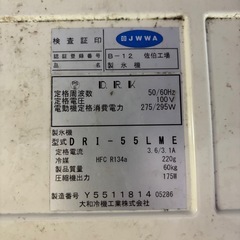 検査証印
JWWA
認証登録番号
B-12 佐伯工場
製氷機
DRK
定格周波数 50/60Hz
定格電圧 100V
電動機定格消費電力 275/295W
製氷機
型式 DRI-55LME
定格電流 3.6/3.1A
冷媒 HFC R134a 220g
製品質量 60kg
圧縮機出力 175W
製造番号 Y5511814 05286
大和冷機工業株式会社